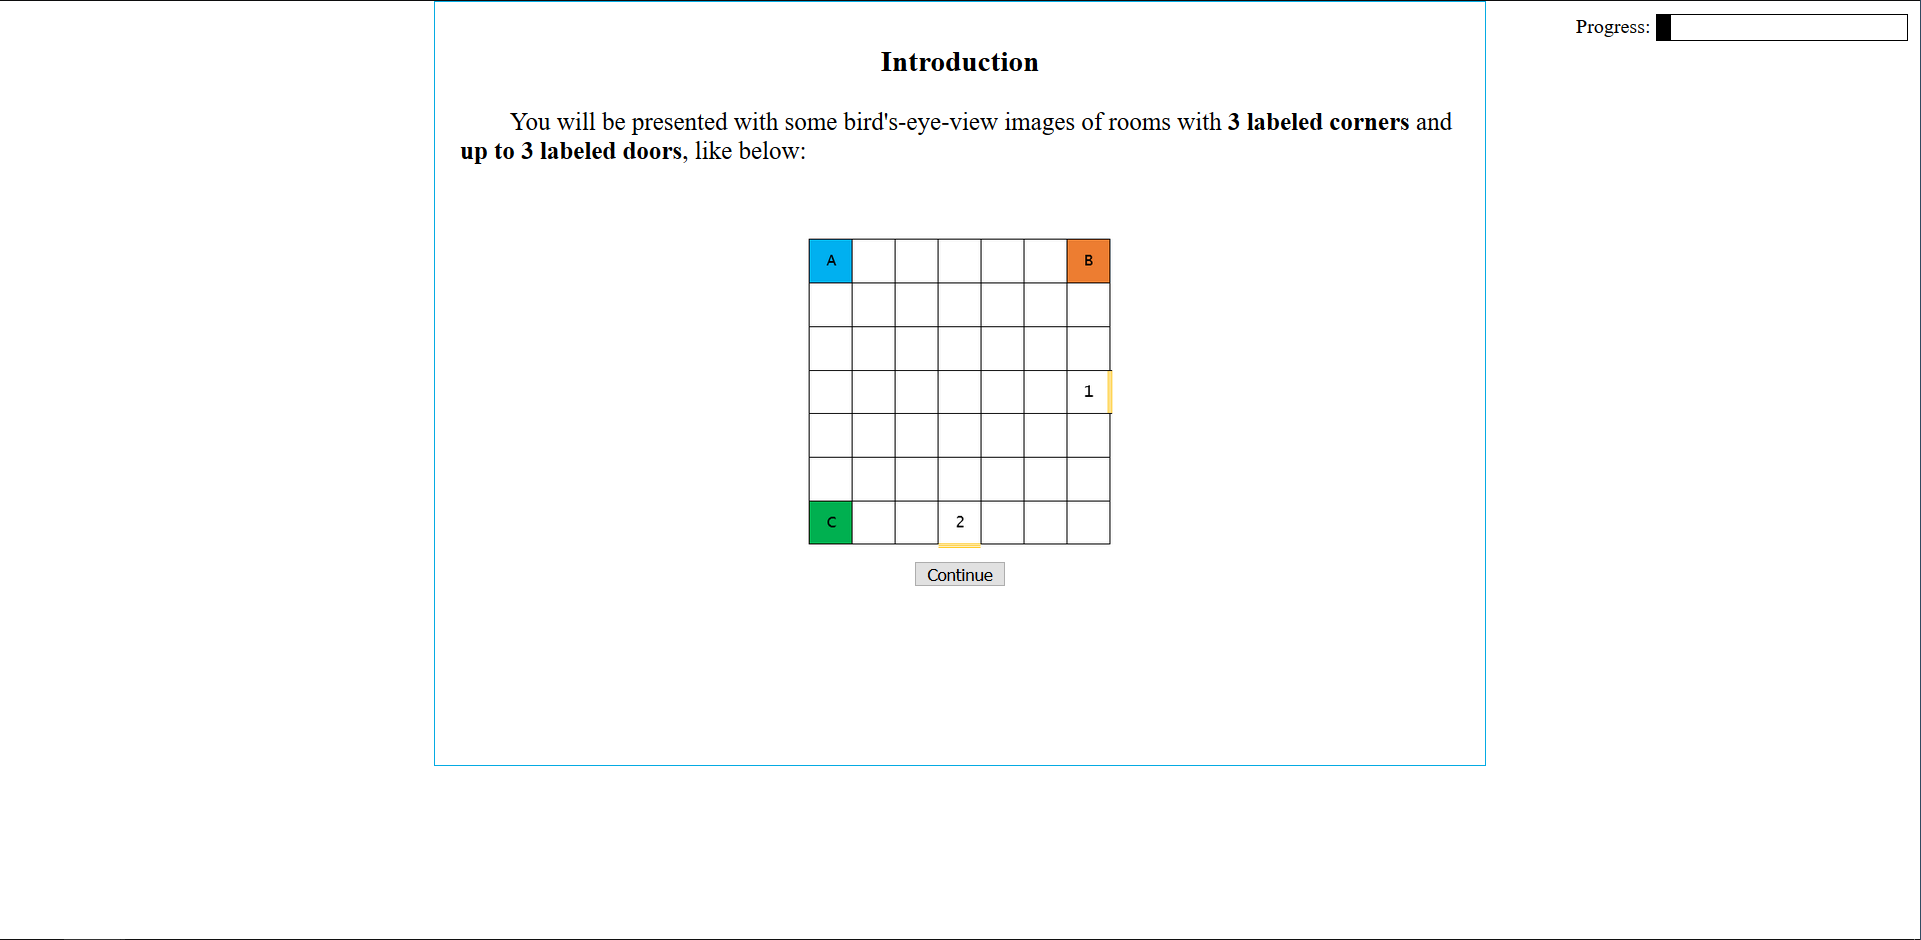 Progress:
Introduction
You will be presented with some bird's-eye-view images of rooms with 3 labeled corners and
up to 3 labeled doors, like below:
A B
1
C 2
Continue